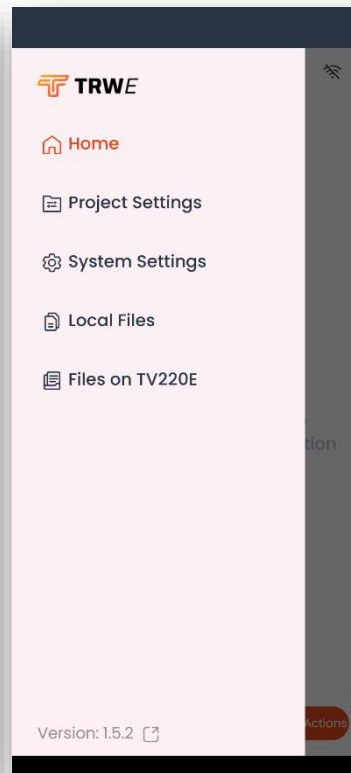 TRWE
Home
Project Settings
System Settings
Local Files
Files on TV220E
tion
Version: 1.5.2
Actions